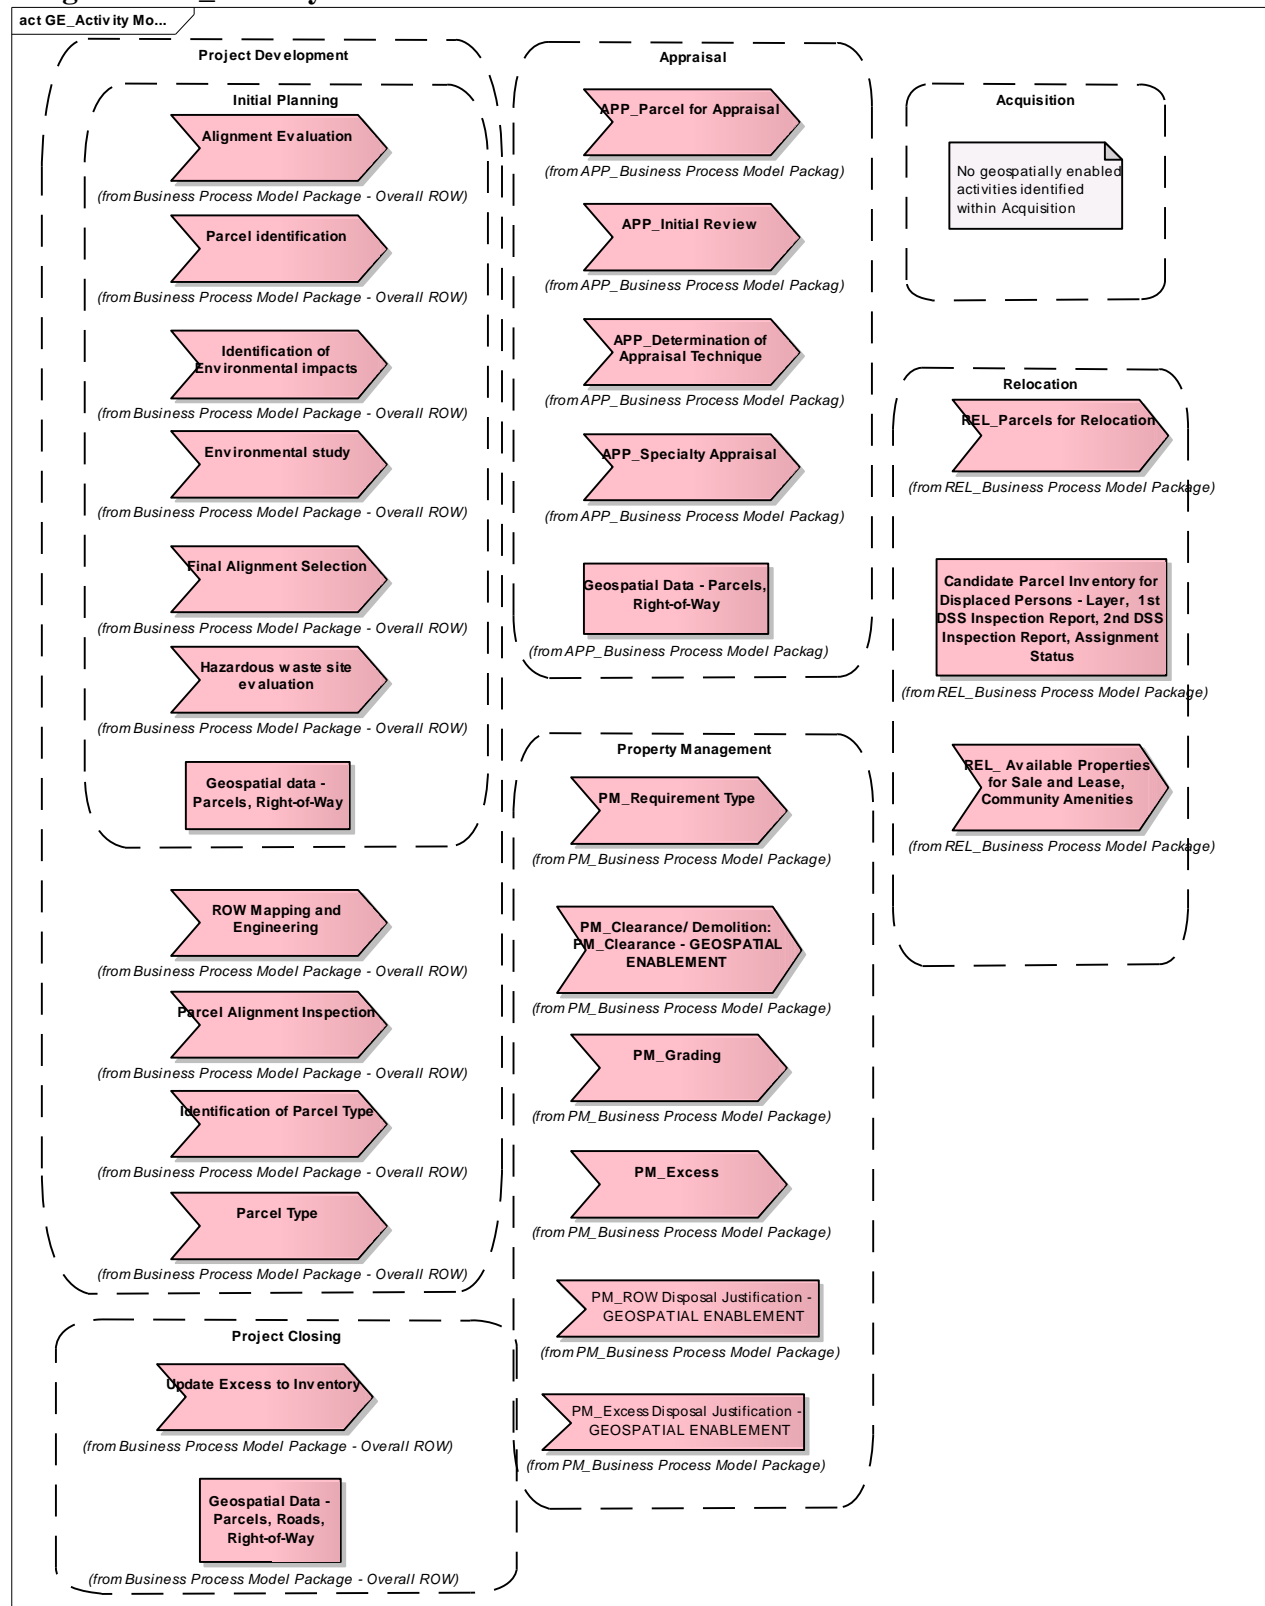 act GE_Activity Mo...
Project Development
Initial Planning
Alignment Evaluation
(from Business Process Model Package - Overall ROW)
Parcel identification
(from Business Process Model Package - Overall ROW)
Identification of
Environmental impacts
(from Business Process Model Package - Overall ROW)
Environmental study
(from Business Process Model Package - Overall ROW)
Final Alignment Selection
(from Business Process Model Package - Overall ROW)
Hazardous waste site
evaluation
(from Business Process Model Package - Overall ROW)
Geospatial data -
Parcels, Right-of-Way
ROW Mapping and
Engineering
(from Business Process Model Package - Overall ROW)
Parcel Alignment Inspection
(from Business Process Model Package - Overall ROW)
Identification of Parcel Type
(from Business Process Model Package - Overall ROW)
Parcel Type
(from Business Process Model Package - Overall ROW)
Project Closing
Update Excess to Inventory
(from Business Process Model Package - Overall ROW)
Geospatial Data -
Parcels, Roads,
Right-of-Way
(from Business Process Model Package - Overall ROW)
Appraisal
APP_Parcel for Appraisal
(from APP_Business Process Model Packag)
APP_Initial Review
(from APP_Business Process Model Packag)
APP_Determination of
Appraisal Technique
(from APP_Business Process Model Packag)
APP_Specialty Appraisal
(from APP_Business Process Model Packag)
Geospatial Data - Parcels,
Right-of-Way
(from APP_Business Process Model Packag)
Property Management
PM_Requirement Type
(from PM_Business Process Model Package)
PM_Clearance/ Demolition:
PM_Clearance - GEOSPATIAL
ENABLEMENT
(from PM_Business Process Model Package)
PM_Grading
(from PM_Business Process Model Package)
PM_Excess
(from PM_Business Process Model Package)
PM_ROW Disposal Justification -
GEOSPATIAL ENABLEMENT
(from PM_Business Process Model Package)
PM_Excess Disposal Justification -
GEOSPATIAL ENABLEMENT
(from PM_Business Process Model Package)
Acquisition
No geospatially enabled
activities identified
within Acquisition
Relocation
REL_Parcels for Relocation
(from REL_Business Process Model Package)
Candidate Parcel Inventory for
Displaced Persons - Layer, 1st
DSS Inspection Report, 2nd DSS
Inspection Report, Assignment
Status
(from REL_Business Process Model Package)
REL_ Available Properties
for Sale and Lease,
Community Amenities
(from REL_Business Process Model Package)